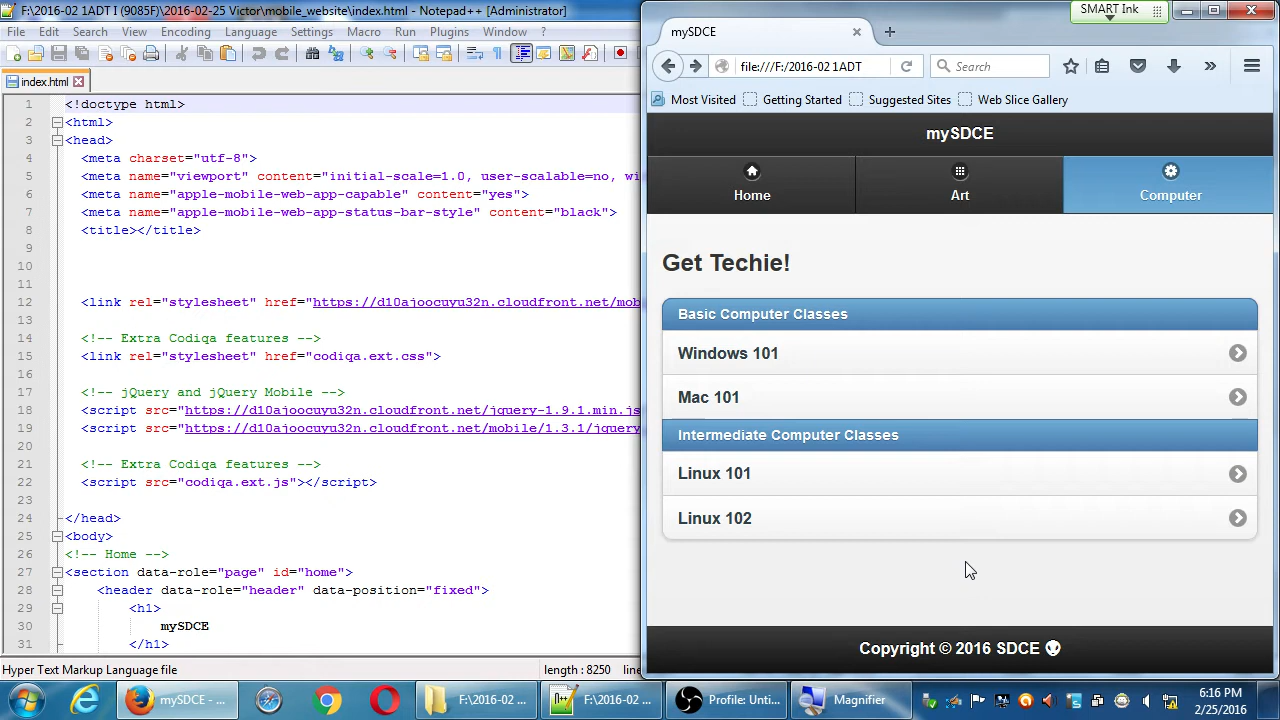 F:\2016-02 1ADT I (9085F)\2016-02-25 Victor\mobile_website\index.html - Notepad++ [Administrator]
File Edit Search View Encoding Language Settings Macro Run Plugins Window ?
index.html
1 <!doctype html>
2 <html>
3 <head>
4 <meta charset="utf-8">
5 <meta name="viewport" content="initial-scale=1.0, user-scalable=no, wi
6 <meta name="apple-mobile-web-app-capable" content="yes">
7 <meta name="apple-mobile-web-app-status-bar-style" content="black">
8 <title></title>
9
10
11
12 <link rel="stylesheet" href="https://d10ajoocuyu32n.cloudfront.net/mob
13
14 <!-- Extra Codiqa features -->
15 <link rel="stylesheet" href="codiqa.ext.css">
16
17 <!-- jQuery and jQuery Mobile -->
18 <script src="https://d10ajoocuyu32n.cloudfront.net/jquery-1.9.1.min.js
19 <script src="https://d10ajoocuyu32n.cloudfront.net/mobile/1.3.1/jquery
20
21 <!-- Extra Codiqa features -->
22 <script src="codiqa.ext.js"></script>
23
24 </head>
25 <body>
26 <!-- Home -->
27 <section data-role="page" id="home">
28 <header data-role="header" data-position="fixed">
29 <h1>
30 mySDCE
31 </h1>
Hyper Text Markup Language file length : 8250 line
SMART Ink
mySDCE
file:///F:/2016-02 1ADT
Search
Most Visited Getting Started Suggested Sites Web Slice Gallery
mySDCE
Home Art Computer
Get Techie!
Basic Computer Classes
Windows 101
Mac 101
Intermediate Computer Classes
Linux 101
Linux 102
Copyright © 2016 SDCE
mySDCE - ... F:\2016-02 ... F:\2016-02 ... Profile: Unti... Magnifier
6:16 PM
2/25/2016